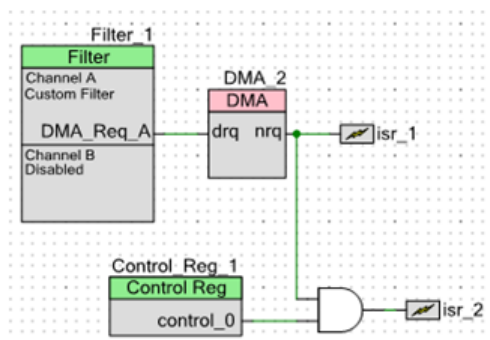 Filter_1
Filter
Channel A
Custom Filter
DMA_Req_A
Channel B
Disabled
DMA_2
DMA
drq nrq
isr_1
Control_Reg_1
Control Reg
control_0
isr_2